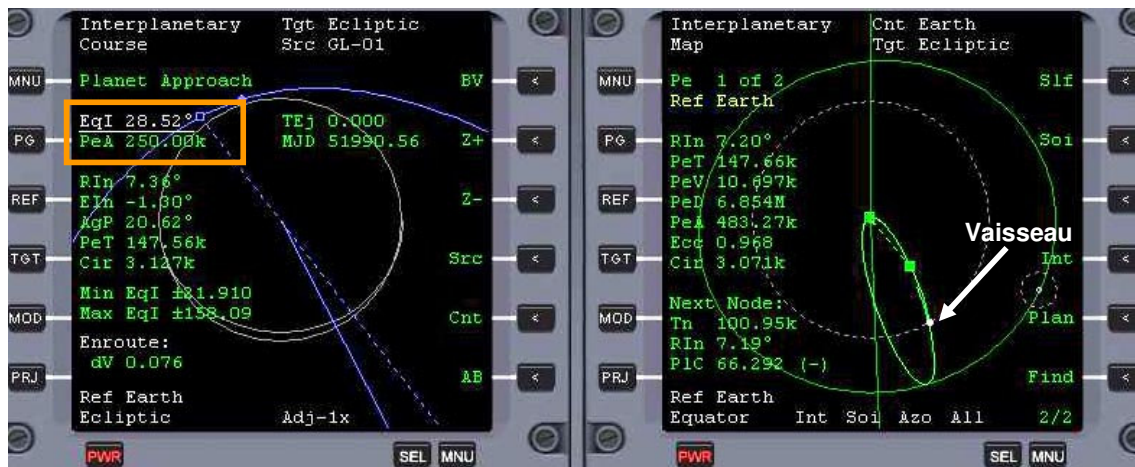 Interplanetary Tgt Ecliptic
Course Src GL-01
MNU Planet Approach BV <
EqI 28.52° TEj 0.000
PG PeA 250.00k MJD 51990.56 Z+ <
RIn 7.36°
REF EIn -1.30° Z- <
AgP 20.62°
PeT 147.56k
TGT Cir 3.127k Src <
Min EqI ±21.910
MOD Max EqI ±158.09 Cnt <
Enroute:
dV 0.076
PRJ AB <
Ref Earth
Ecliptic Adj-1x
PWR SEL MNU
Interplanetary Cnt Earth
Map Tgt Ecliptic
MNU Pe 1 of 2 Slf <
Ref Earth
PG RIn 7.20° Soi <
PeT 147.66k
PeV 10.697k
REF PeD 6.854M
PeA 483.27k
Ecc 0.968 Vaisseau
TGT Cir 3.071k Int <
Next Node:
MOD Tn 100.95k Plan <
RIn 7.19°
PlC 66.292 (-)
PRJ Find <
Ref Earth
Equator Int Soi Azo All 2/2
PWR SEL MNU